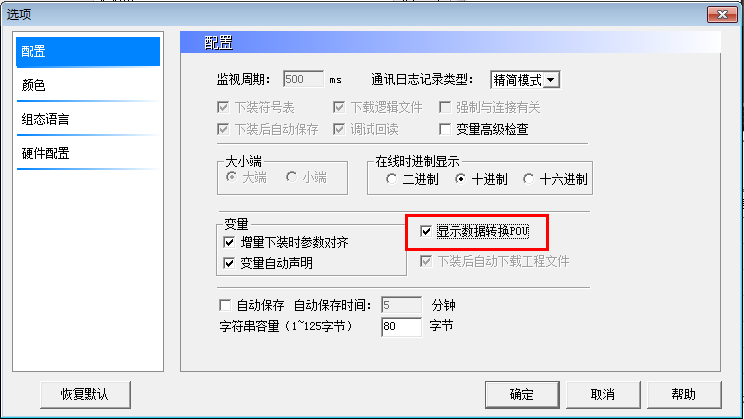 选项
配置
颜色
组态语言
硬件配置
配置
监视周期： 500 ms 通讯日志记录类型： 精简模式
下装符号表 下载逻辑文件 强制与连接有关
下装后自动保存 调试回读 变量高级检查
大小端 在线时进制显示
大端 小端 二进制 十进制 十六进制
变量 显示数据转换POU
增量下装时参数对齐
变量自动声明 下装后自动下载工程文件
自动保存 自动保存时间： 5 分钟
字符串容量（1~125字节） 80 字节
恢复默认 确定 取消 帮助